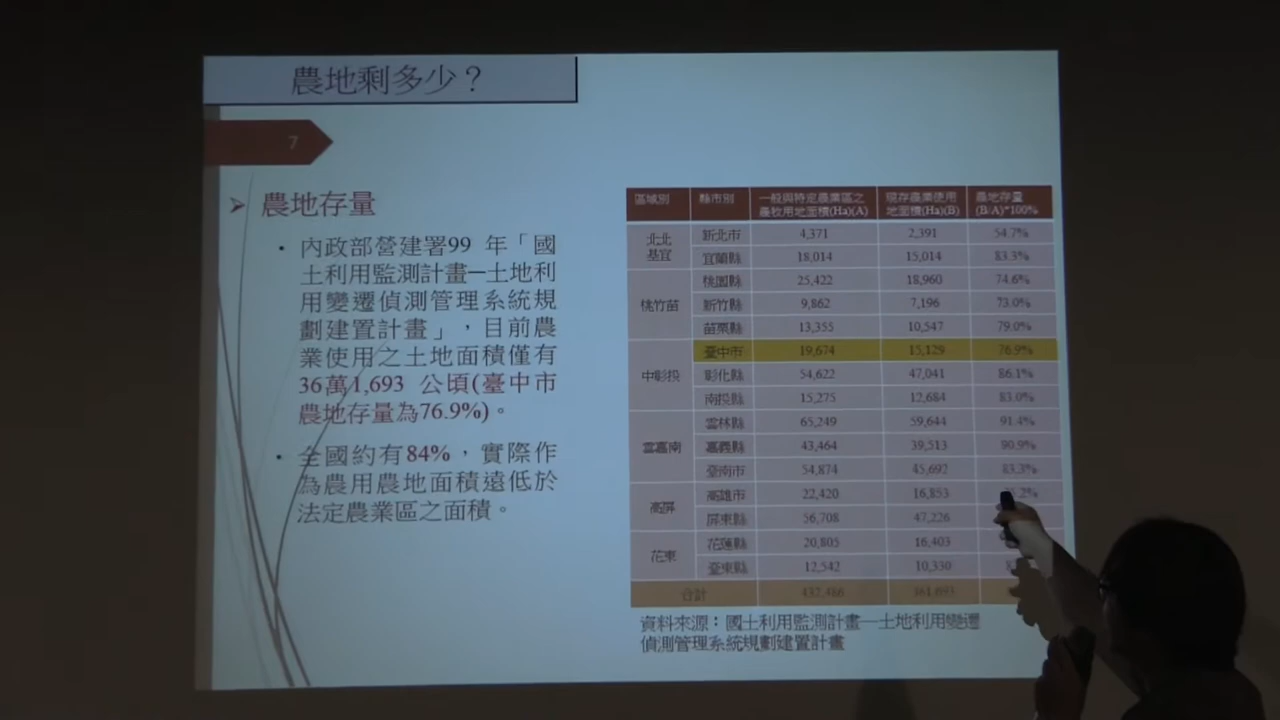 農地剩多少？
7
農地存量
內政部營建署99 年「國
土利用監測計畫─土地利
用變遷偵測管理系統規
劃建置計畫」，目前農
業使用之土地面積僅有
36萬1,693 公頃(臺中市
農地存量為76.9%)。
全國約有84%，實際作
為農用農地面積遠低於
法定農業區之面積。
區域別 縣市別 一般與特定農業區之農牧用地面積(Ha)(A) 現存農業使用地面積(Ha)(B) 農地存量(B/A)*100%
北北基宜 新北市 4,371 2,391 54.7%
宜蘭縣 18,014 15,014 83.3%
桃竹苗 桃園縣 25,422 18,960 74.6%
新竹縣 9,862 7,196 73.0%
苗栗縣 13,355 10,547 79.0%
中彰投 臺中市 19,674 15,129 76.9%
彰化縣 54,622 47,041 86.1%
南投縣 15,275 12,684 83.0%
雲嘉南 雲林縣 65,249 59,644 91.4%
嘉義縣 43,464 39,513 90.9%
臺南市 54,874 45,692 83.3%
高屏 高雄市 22,420 16,853
屏東縣 56,708 47,226
花東 花蓮縣 20,805 16,403
臺東縣 12,542 10,330
合計 432,486 361,693
資料來源：國土利用監測計畫─土地利用變遷
偵測管理系統規劃建置計畫